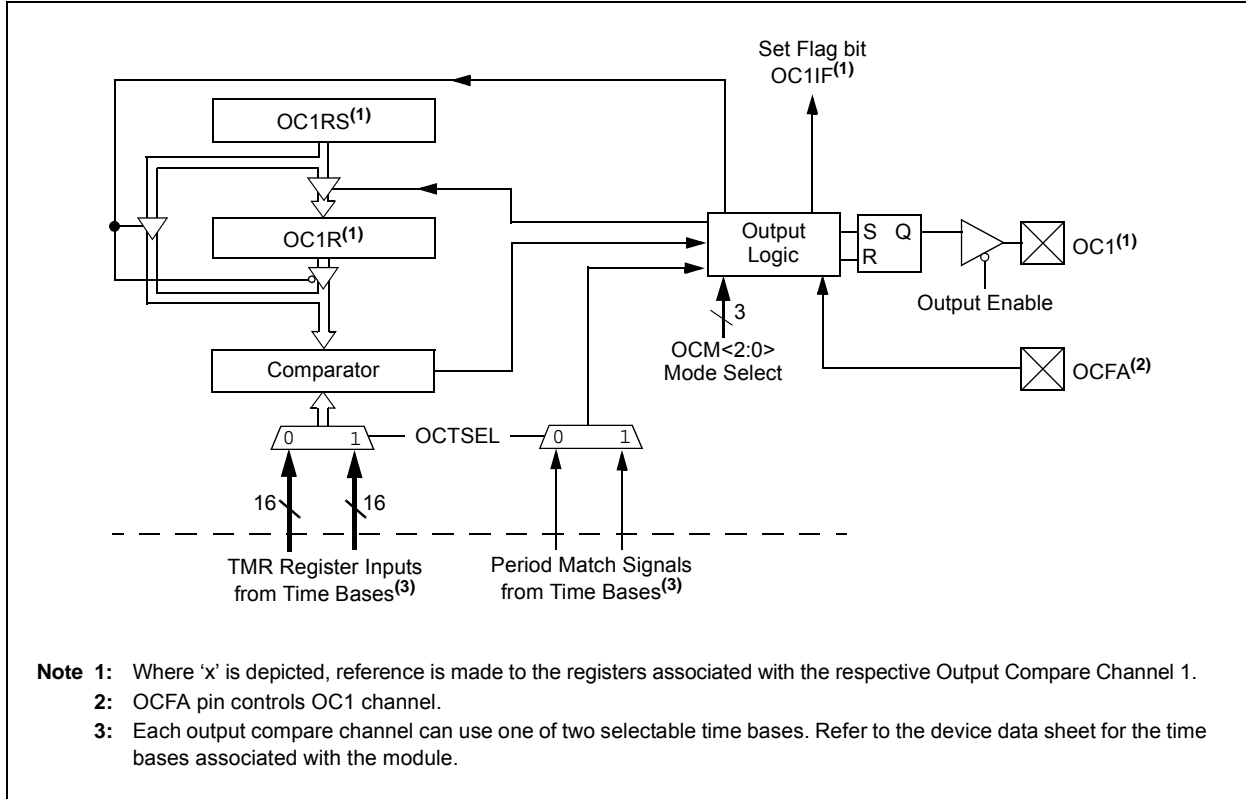 Set Flag bit
OC1IF(1)
OC1RS(1)
OC1R(1)
Output
Logic
S Q
R
OC1(1)
Output Enable
3
OCM<2:0>
Mode Select
OCFA(2)
Comparator
0 1
OCTSEL
0 1
16
16
TMR Register Inputs
from Time Bases(3)
Period Match Signals
from Time Bases(3)
Note 1: Where ‘x’ is depicted, reference is made to the registers associated with the respective Output Compare Channel 1.
2: OCFA pin controls OC1 channel.
3: Each output compare channel can use one of two selectable time bases. Refer to the device data sheet for the time
bases associated with the module.